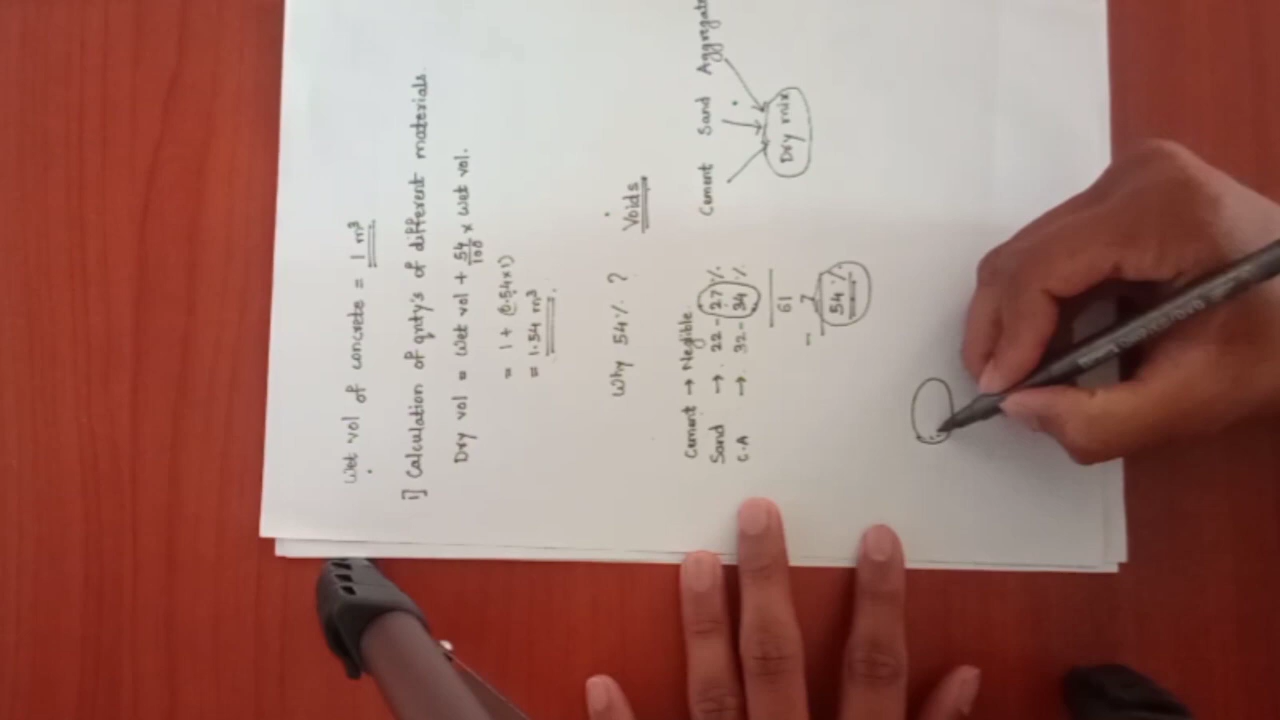 Wet vol of concrete = 1 m³
1] Calculation of qnty's of different materials.
Dry vol = wet vol + 54/100 x wet vol.
= 1 + (0.54x1)
= 1.54 m³
Why 54% ? Voids
Cement → Neglible
Sand → 22 - 27%
C.A → 32 - 34%
61
- 7
54%
Cement Sand Aggregate
Dry mix